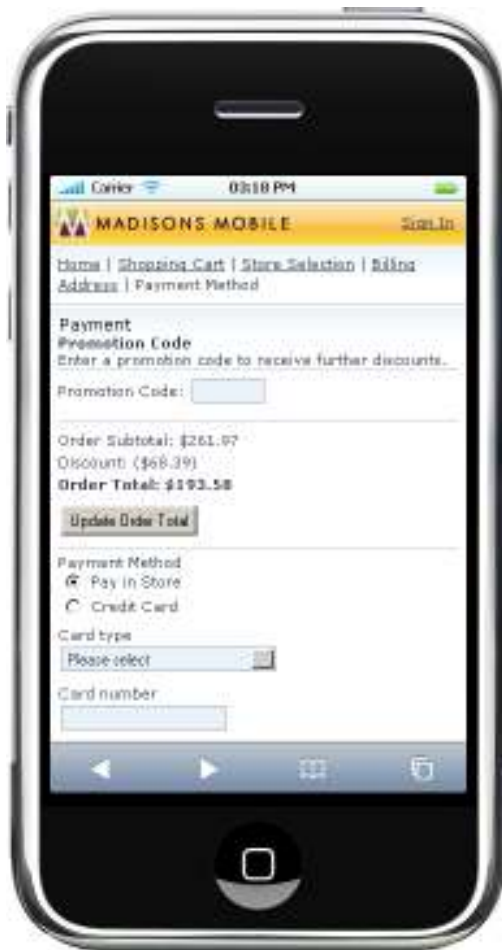 Carrier 03:18 PM
MADISONS MOBILE Sign In
Home | Shopping Cart | Store Selection | Billing
Address | Payment Method
Payment
Promotion Code
Enter a promotion code to receive further discounts.
Promotion Code:
Order Subtotal: $261.97
Discount: ($68.39)
Order Total: $193.58
Update Order Total
Payment Method
Pay in Store
Credit Card
Card type
Please select
Card number